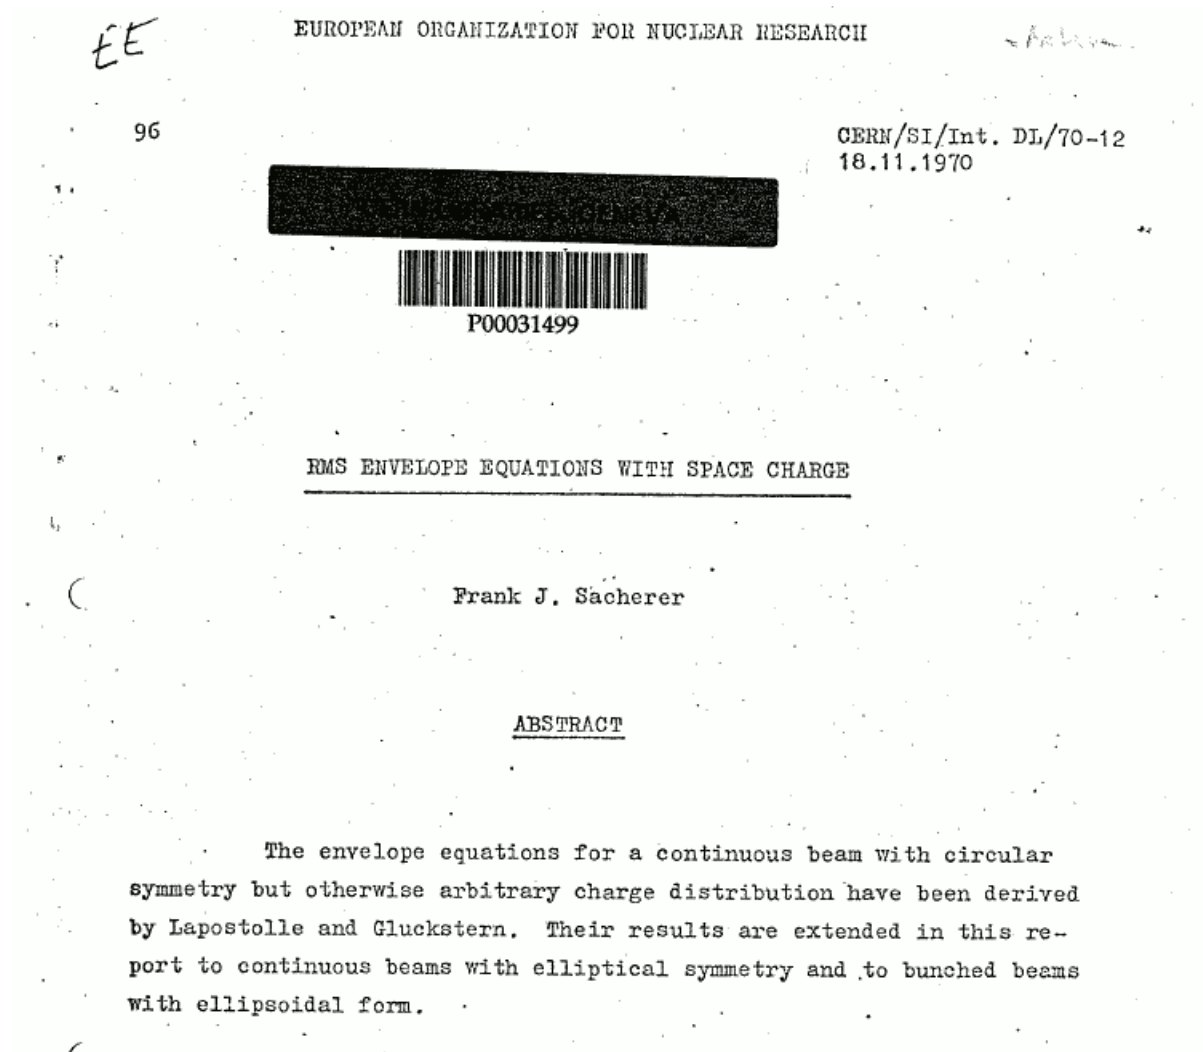 ÉE
EUROPEAN ORGANIZATION FOR NUCLEAR RESEARCH
96
CERN/SI/Int. DL/70-12
18.11.1970
P00031499
RMS ENVELOPE EQUATIONS WITH SPACE CHARGE
Frank J. Sacherer
ABSTRACT
The envelope equations for a continuous beam with circular
symmetry but otherwise arbitrary charge distribution have been derived
by Lapostolle and Gluckstern. Their results are extended in this re-
port to continuous beams with elliptical symmetry and to bunched beams
with ellipsoidal form.